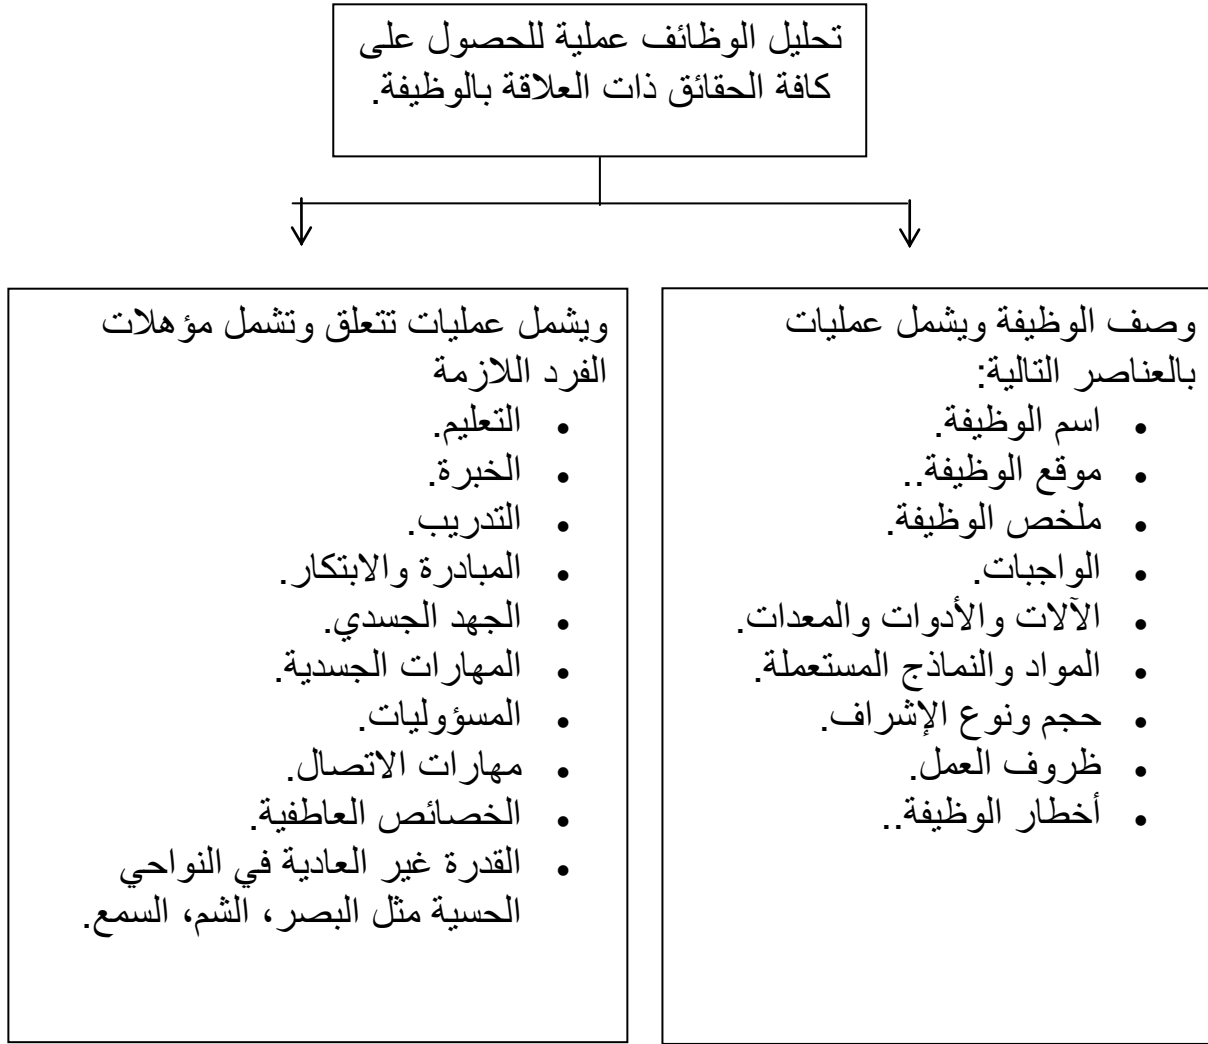 تحليل الوظائف عملية للحصول على
كافة الحقائق ذات العلاقة بالوظيفة.
وصف الوظيفة ويشمل عمليات
بالعناصر التالية:
• اسم الوظيفة.
• موقع الوظيفة..
• ملخص الوظيفة.
• الواجبات.
• الآلات والأدوات والمعدات.
• المواد والنماذج المستعملة.
• حجم ونوع الإشراف.
• ظروف العمل.
• أخطار الوظيفة..
ويشمل عمليات تتعلق وتشمل مؤهلات
الفرد اللازمة
• التعليم.
• الخبرة.
• التدريب.
• المبادرة والابتكار.
• الجهد الجسدي.
• المهارات الجسدية.
• المسؤوليات.
• مهارات الاتصال.
• الخصائص العاطفية.
• القدرة غير العادية في النواحي
الحسية مثل البصر، الشم، السمع.